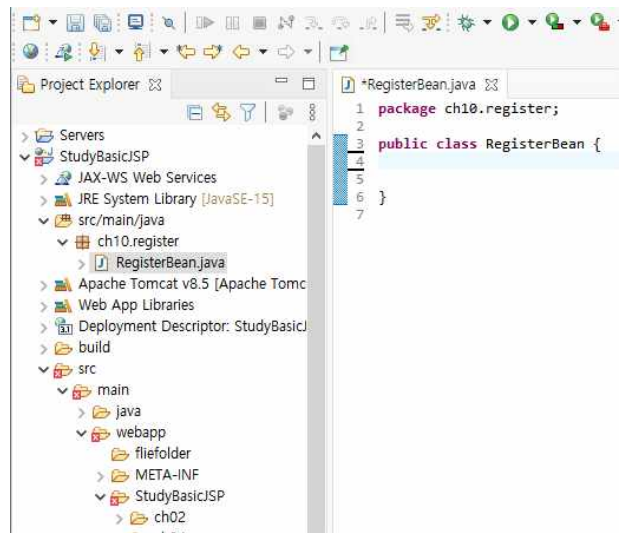 Project Explorer
Servers
StudyBasicJSP
JAX-WS Web Services
JRE System Library [JavaSE-15]
src/main/java
ch10.register
RegisterBean.java
Apache Tomcat v8.5 [Apache Tomc
Web App Libraries
Deployment Descriptor: StudyBasicJ
build
src
main
java
webapp
fliefolder
META-INF
StudyBasicJSP
ch02
*RegisterBean.java
1 package ch10.register;
2
3 public class RegisterBean {
4
5
6 }
7